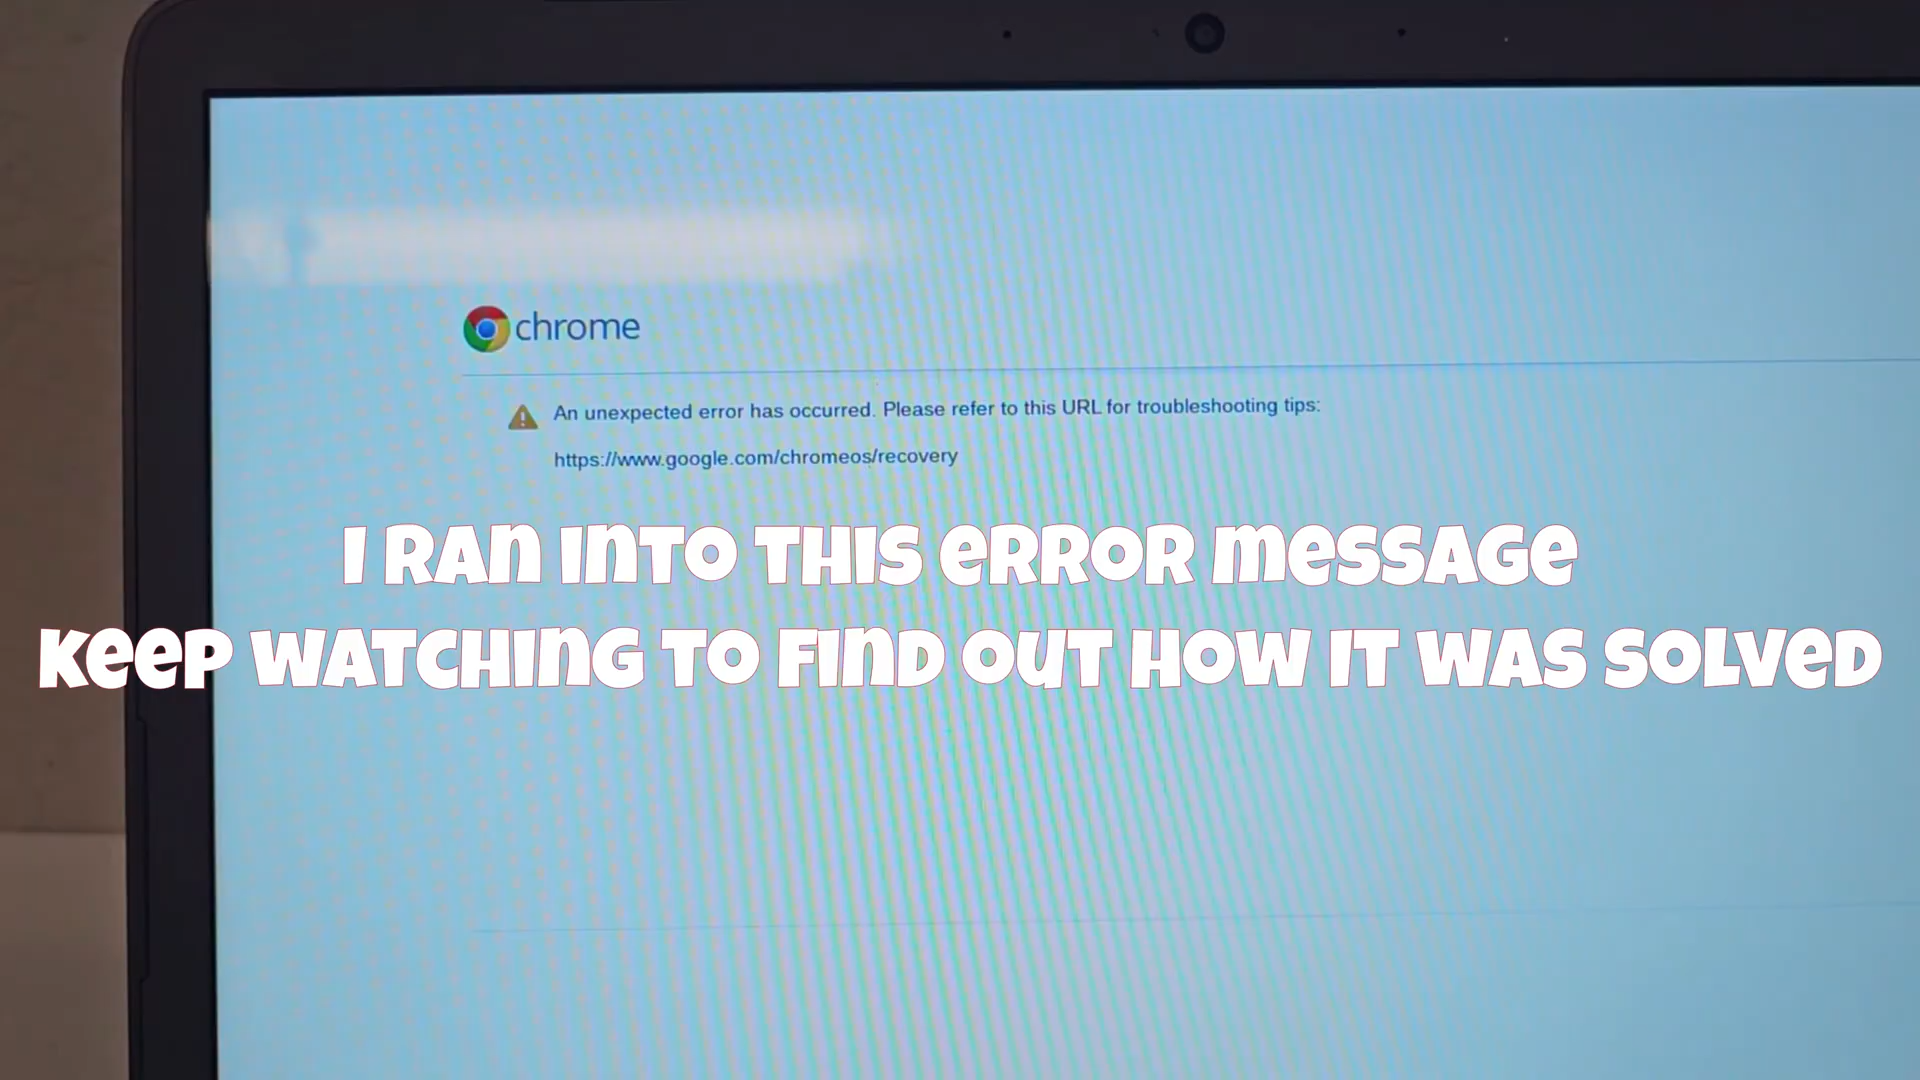 chrome
An unexpected error has occurred. Please refer to this URL for troubleshooting tips:
https://www.google.com/chromeos/recovery
I RAN INTO THIS ERROR MESSAGE
KEEP WATCHING TO FIND OUT HOW IT WAS SOLVED